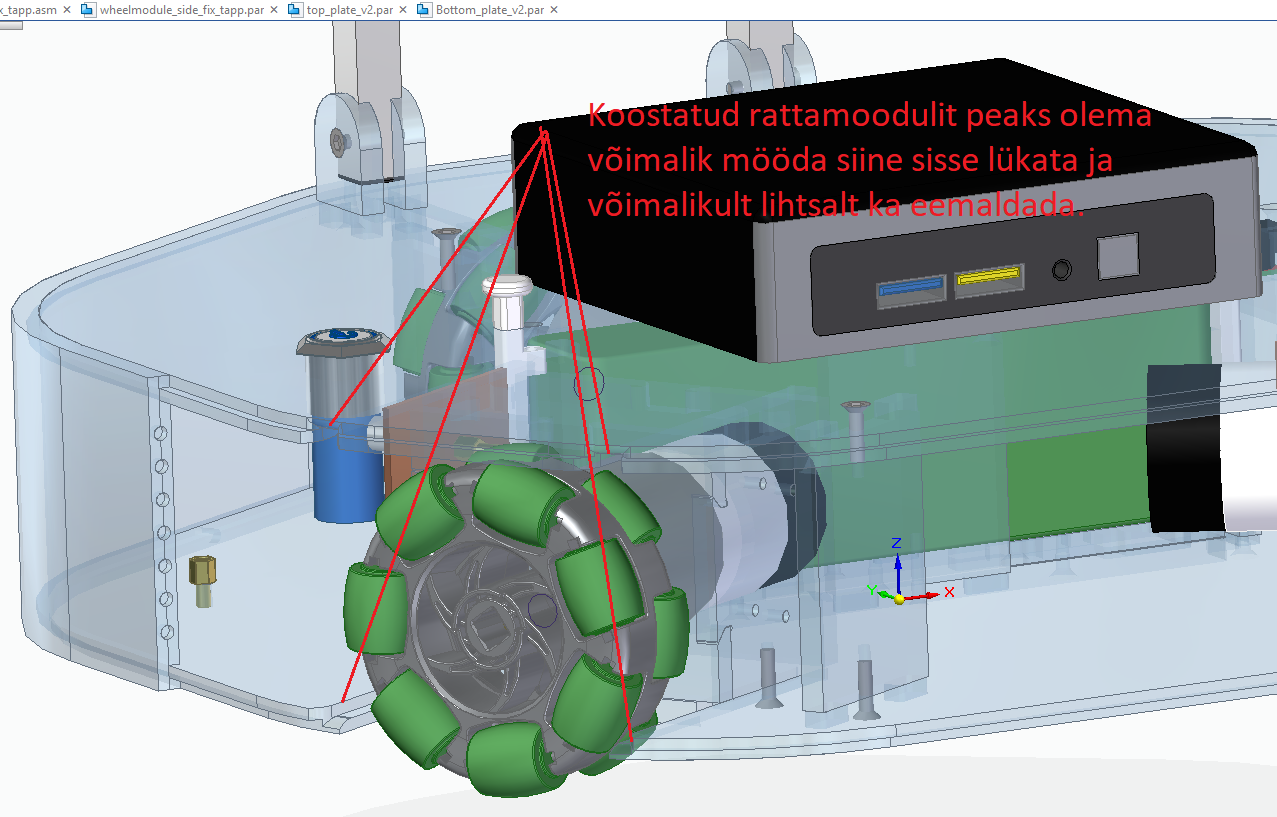 x_tapp.asm wheelmodule_side_fix_tapp.par top_plate_v2.par Bottom_plate_v2.par
Koostatud rattamoodulit peaks olema
võimalik mööda siine sisse lükata ja
võimalikult lihtsalt ka eemaldada.
Z
Y X